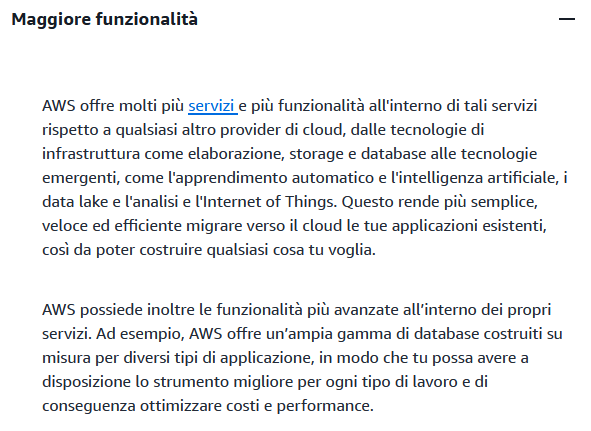 Maggiore funzionalità
AWS offre molti più servizi e più funzionalità all'interno di tali servizi
rispetto a qualsiasi altro provider di cloud, dalle tecnologie di
infrastruttura come elaborazione, storage e database alle tecnologie
emergenti, come l'apprendimento automatico e l'intelligenza artificiale, i
data lake e l'analisi e l'Internet of Things. Questo rende più semplice,
veloce ed efficiente migrare verso il cloud le tue applicazioni esistenti,
così da poter costruire qualsiasi cosa tu voglia.
AWS possiede inoltre le funzionalità più avanzate all’interno dei propri
servizi. Ad esempio, AWS offre un’ampia gamma di database costruiti su
misura per diversi tipi di applicazione, in modo che tu possa avere a
disposizione lo strumento migliore per ogni tipo di lavoro e di
conseguenza ottimizzare costi e performance.